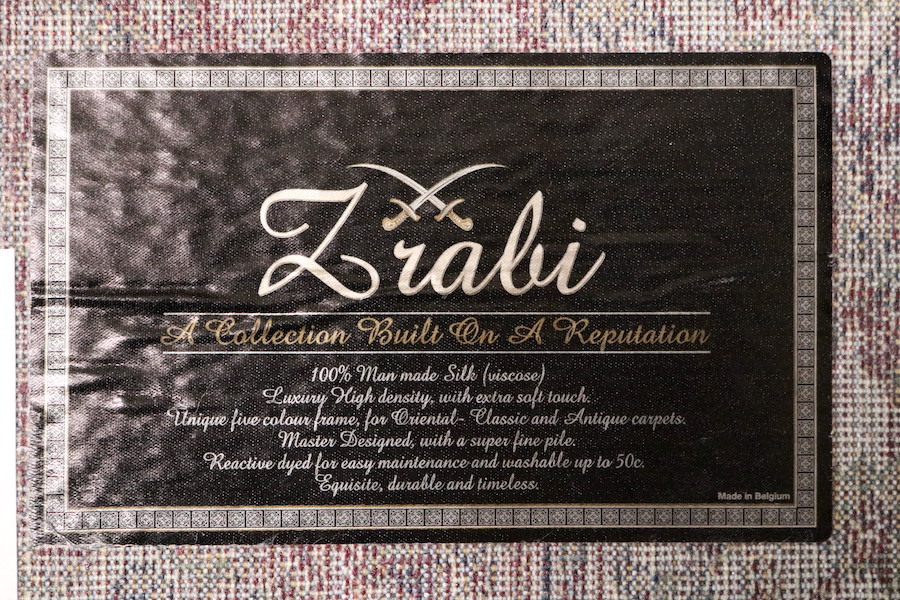 Zrabi
A Collection Built On A Reputation
100% Man made Silk (viscose)
Luxury High density, with extra soft touch.
Unique five colour frame, for Oriental- Classic and Antique carpets.
Master Designed, with a super fine pile.
Reactive dyed for easy maintenance and washable up to 50c.
Equisite, durable and timeless.
Made in Belgium